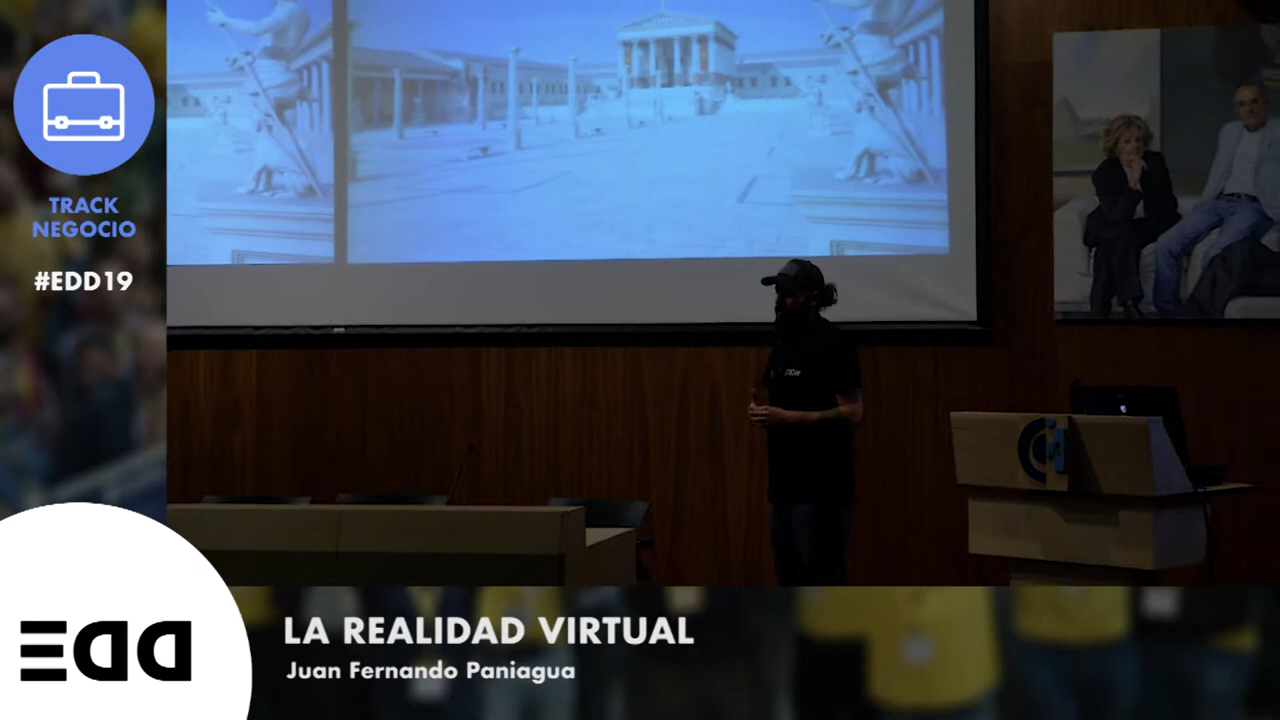 TRACK
NEGOCIO
#EDD19
EDD
LA REALIDAD VIRTUAL
Juan Fernando Paniagua